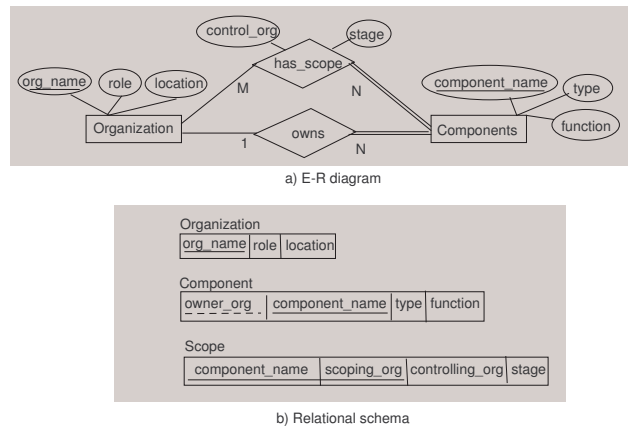 control_org
stage
has_scope
org_name
role
location
component_name
type
M
N
Organization
owns
Components
function
1
N
a) E-R diagram
Organization
org_name role location
Component
owner_org component_name type function
Scope
component_name scoping_org controlling_org stage
b) Relational schema